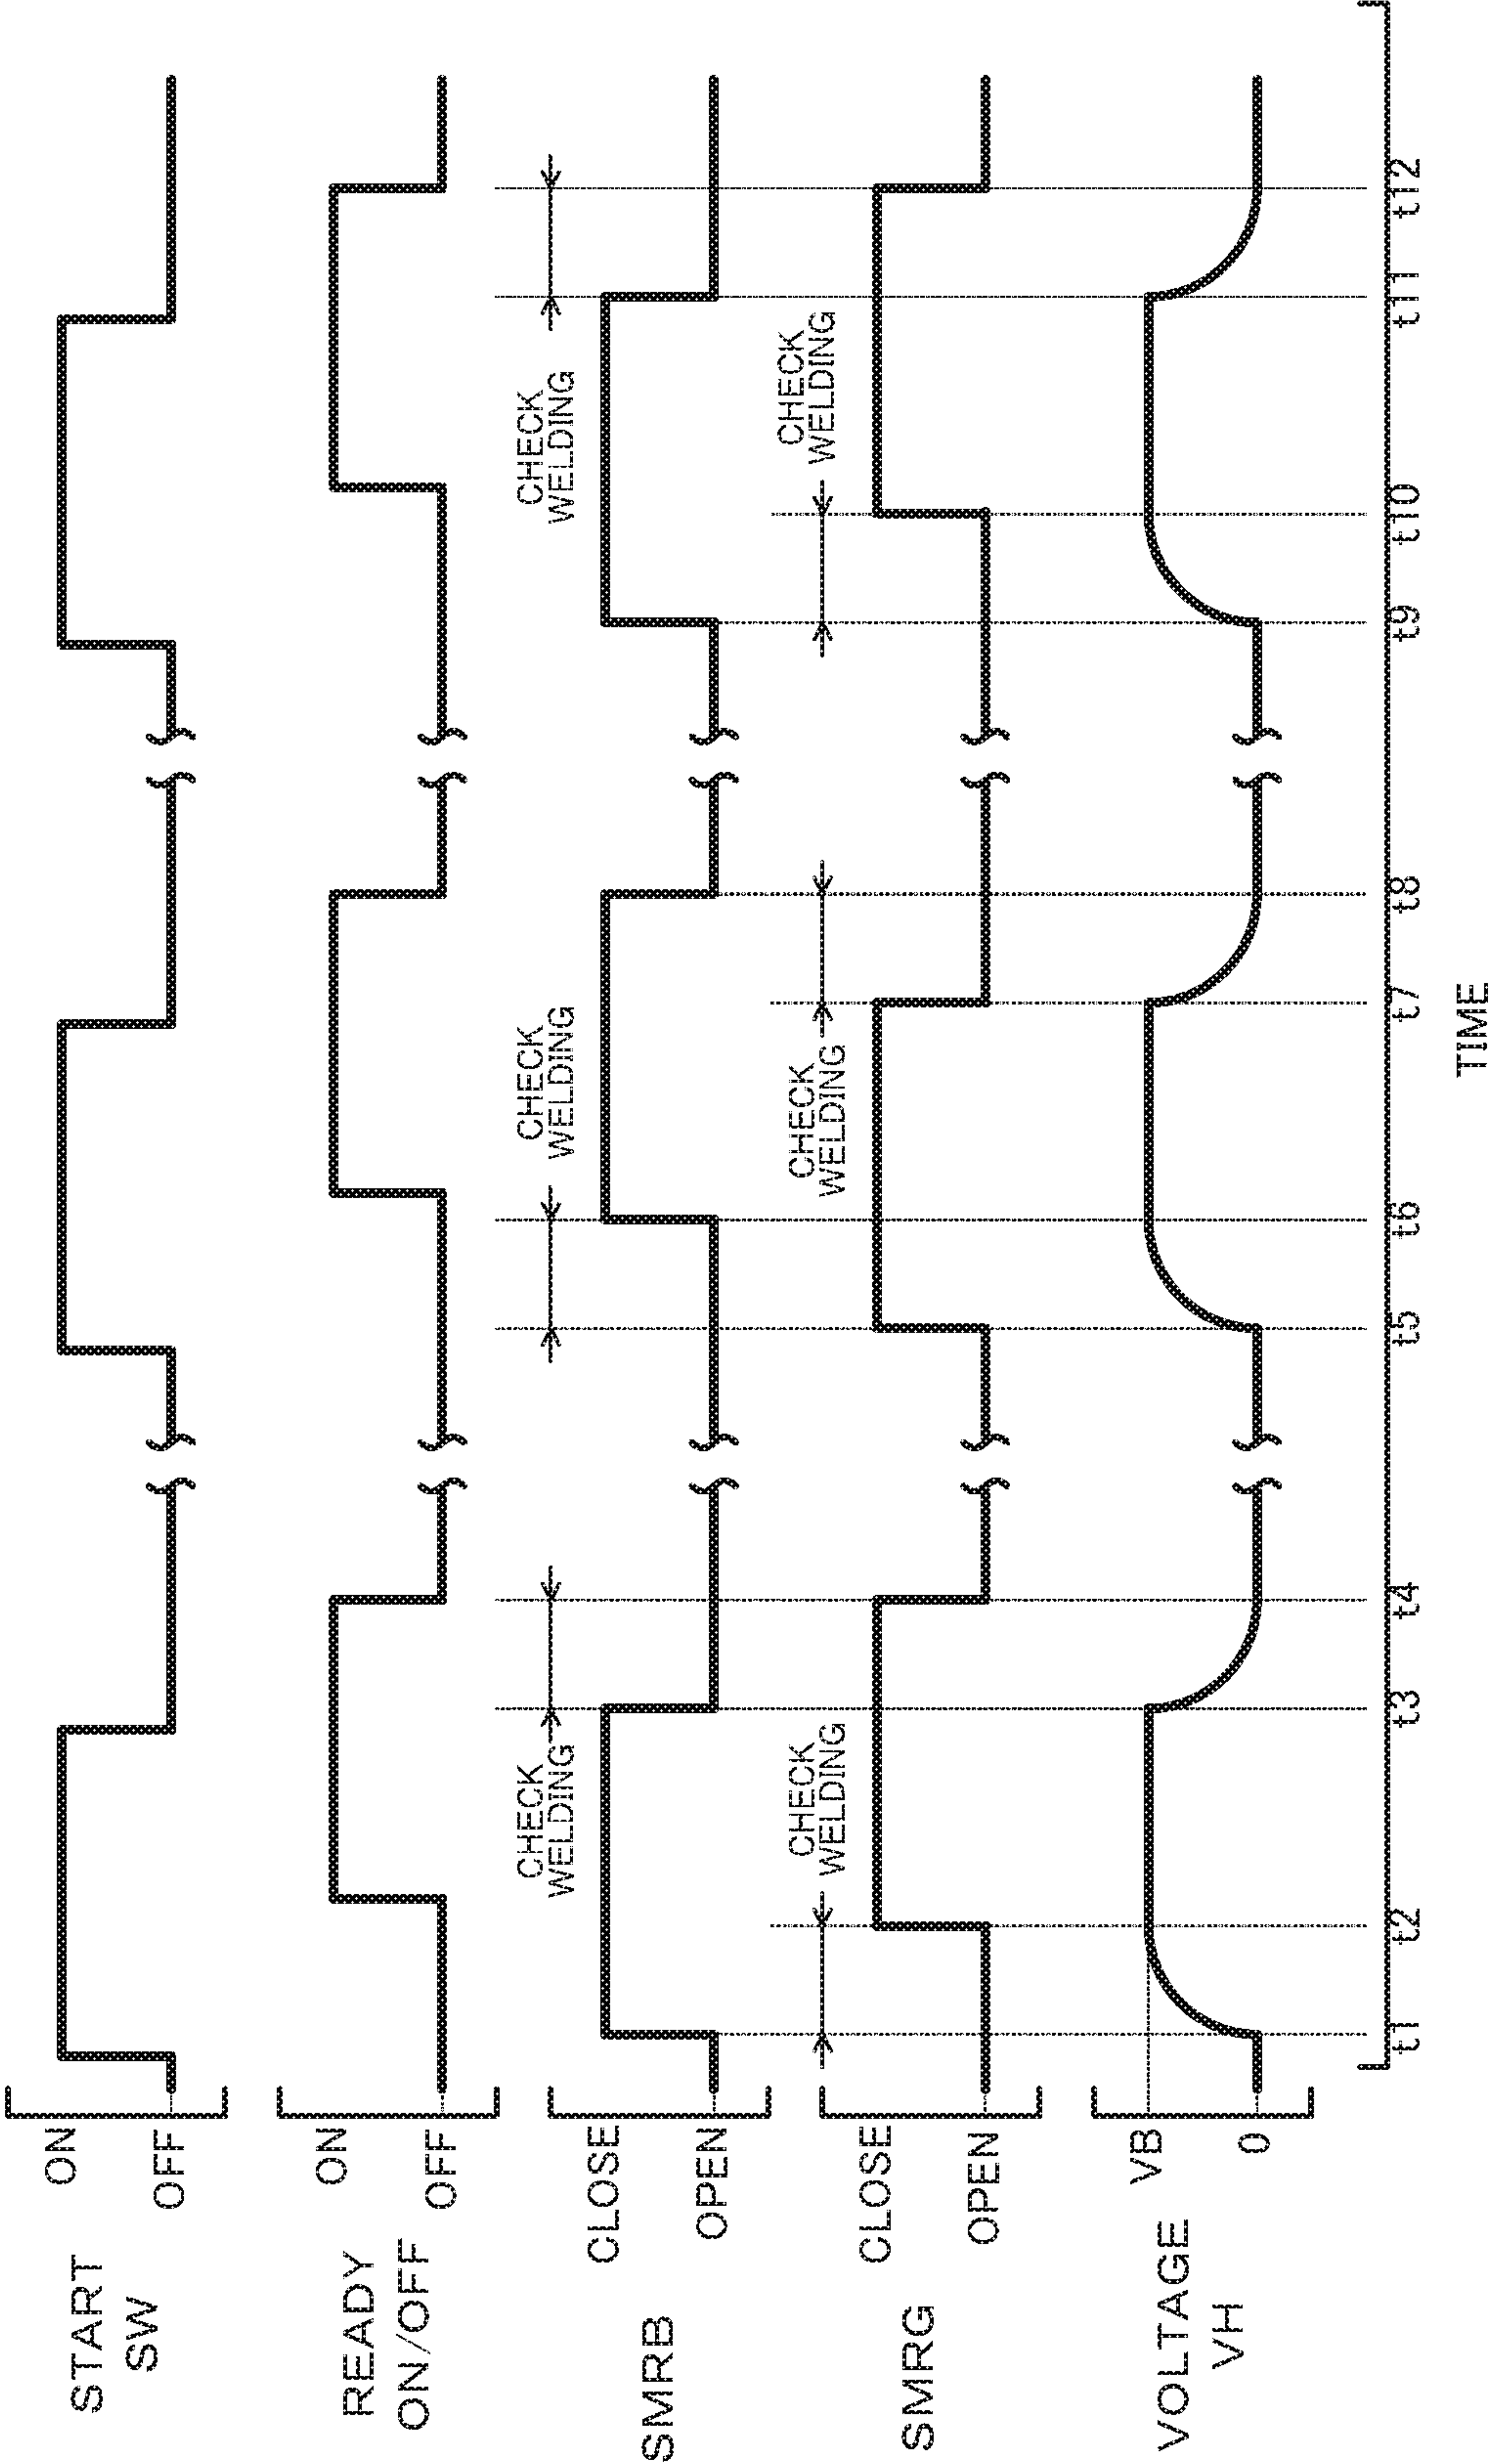 START
SW
ON
OFF
READY
ON/OFF
ON
OFF
SMRB
CLOSE
OPEN
CHECK
WELDING
CHECK
WELDING
CHECK
WELDING
SMRG
CLOSE
OPEN
CHECK
WELDING
CHECK
WELDING
CHECK
WELDING
VOLTAGE
VH
VB
0
t1 t2 t3 t4 t5 t6 t7 t8 t9 t10 t11 t12
TIME